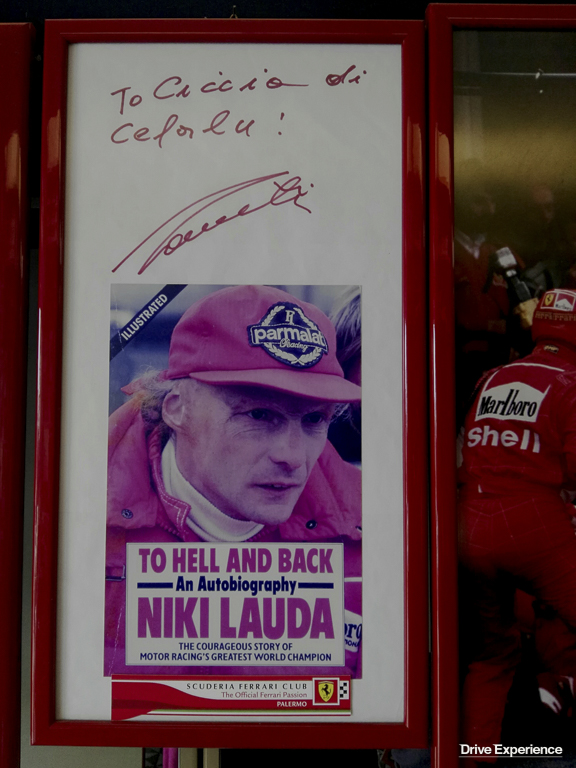 To Ciccio di
Cefalu!
ILLUSTRATED
parmalat
Racing
TO HELL AND BACK
An Autobiography
NIKI LAUDA
THE COURAGEOUS STORY OF
MOTOR RACING'S GREATEST WORLD CHAMPION
SCUDERIA FERRARI CLUB
The Official Ferrari Passion
PALERMO
Marlboro
Shell
Drive Experience